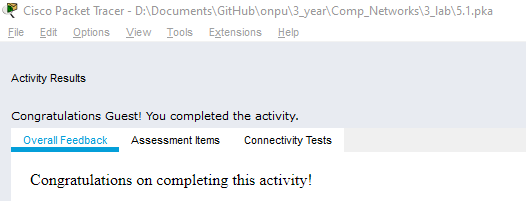 Cisco Packet Tracer - D:\Documents\GitHub\onpu\3_year\Comp_Networks\3_lab\5.1.pka
File Edit Options View Tools Extensions Help
Activity Results
Congratulations Guest! You completed the activity.
Overall Feedback Assessment Items Connectivity Tests
Congratulations on completing this activity!